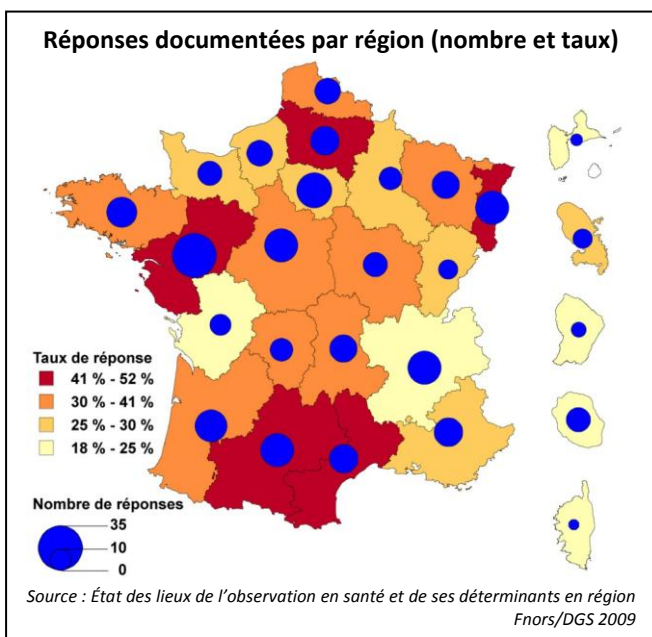 Réponses documentées par région (nombre et taux)
Taux de réponse
41 % - 52 %
30 % - 41 %
25 % - 30 %
18 % - 25 %
Nombre de réponses
35
10
0
Source : État des lieux de l’observation en santé et de ses déterminants en région
Fnors/DGS 2009